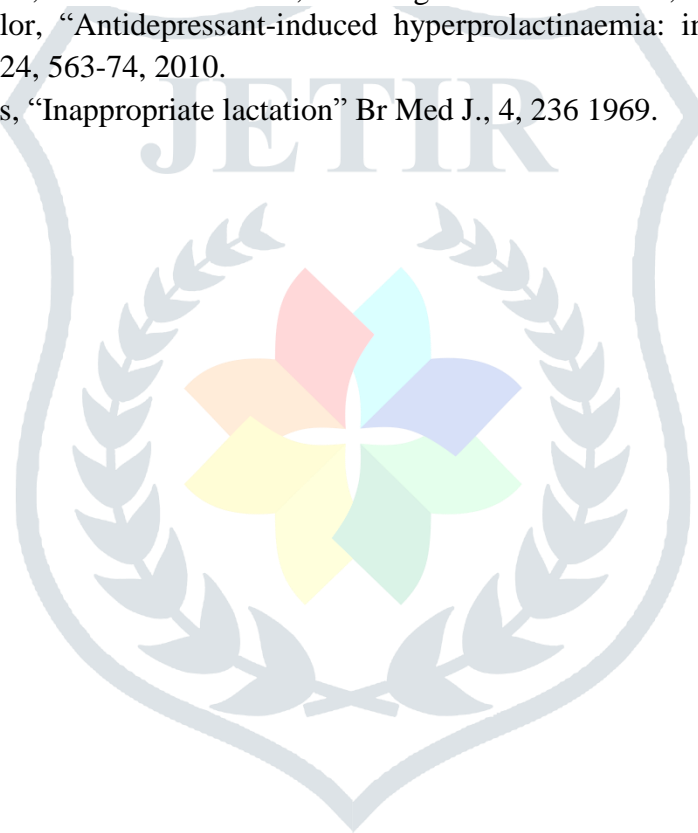 lor, “Antidepressant-induced hyperprolactinaemia: in
24, 563-74, 2010.
s, “Inappropriate lactation” Br Med J., 4, 236 1969.
JETIR